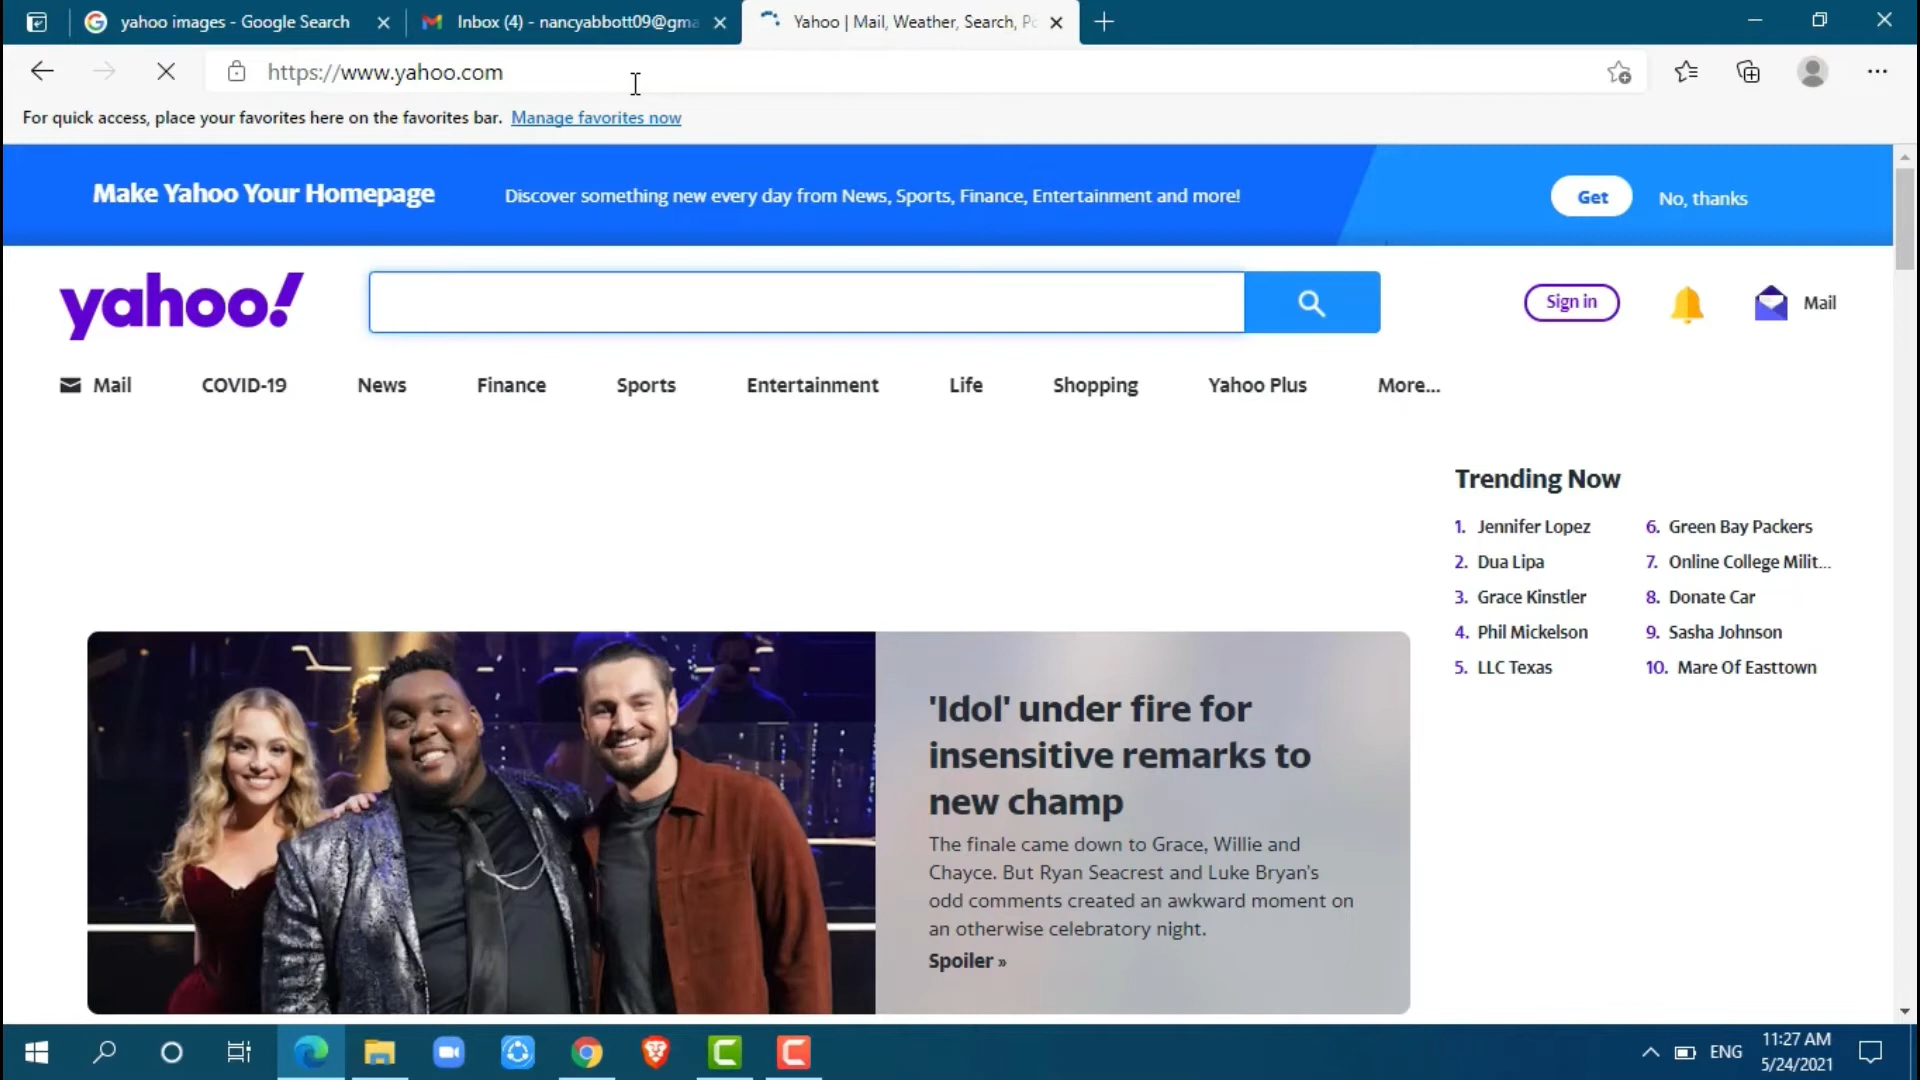 yahoo images - Google Search
Inbox (4) - nancyabbott09@gma
Yahoo | Mail, Weather, Search, Po
https://www.yahoo.com
For quick access, place your favorites here on the favorites bar. Manage favorites now
Make Yahoo Your Homepage
Discover something new every day from News, Sports, Finance, Entertainment and more!
Get
No, thanks
yahoo!
Sign in
Mail
Mail
COVID-19
News
Finance
Sports
Entertainment
Life
Shopping
Yahoo Plus
More...
Trending Now
1. Jennifer Lopez
2. Dua Lipa
3. Grace Kinstler
4. Phil Mickelson
5. LLC Texas
6. Green Bay Packers
7. Online College Milit...
8. Donate Car
9. Sasha Johnson
10. Mare Of Easttown
'Idol' under fire for
insensitive remarks to
new champ
The finale came down to Grace, Willie and
Chayce. But Ryan Seacrest and Luke Bryan's
odd comments created an awkward moment on
an otherwise celebratory night.
Spoiler »
ENG
11:27 AM
5/24/2021